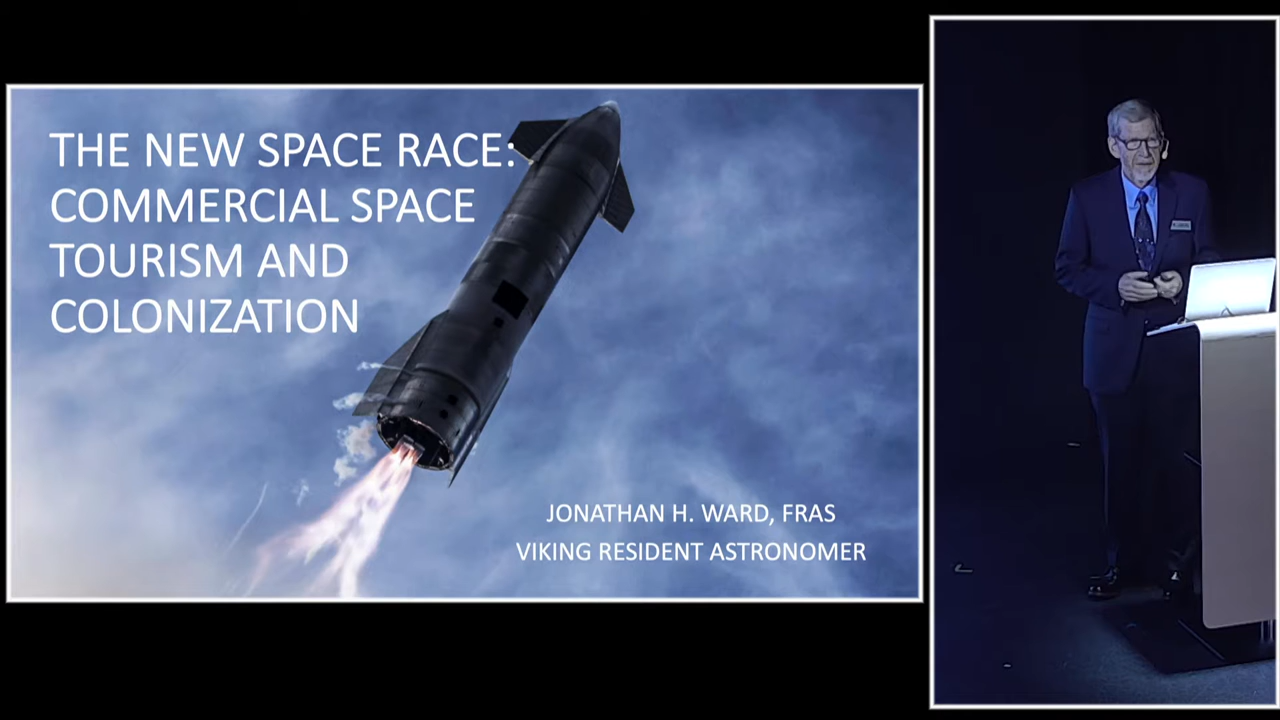 THE NEW SPACE RACE:
COMMERCIAL SPACE
TOURISM AND
COLONIZATION
JONATHAN H. WARD, FRAS
VIKING RESIDENT ASTRONOMER